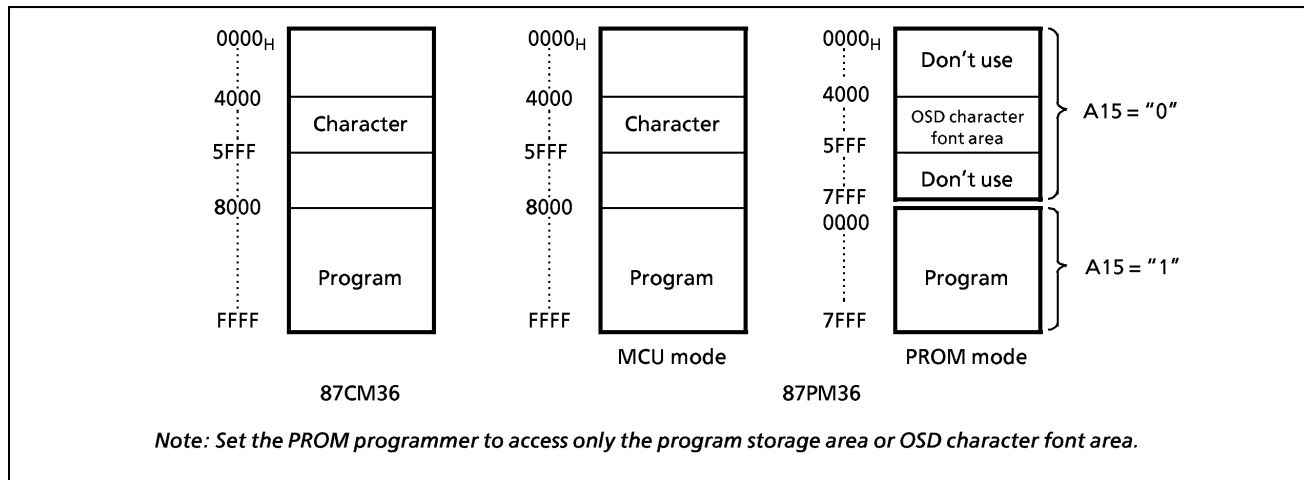 0000H
4000
Character
5FFF
8000
Program
FFFF
87CM36
0000H
4000
Character
5FFF
8000
Program
FFFF
MCU mode
0000H
Don't use
4000
OSD character
font area
5FFF
Don't use
7FFF
A15 = “0”
0000
Program
A15 = “1”
7FFF
PROM mode
87PM36
Note: Set the PROM programmer to access only the program storage area or OSD character font area.